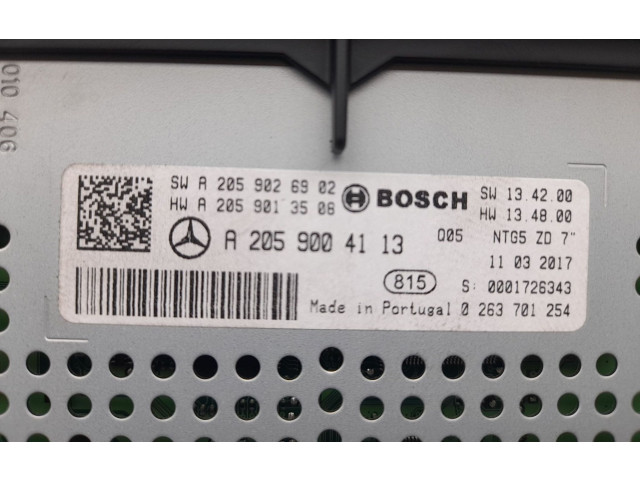 010 406
SW A 205 902 69 02
HW A 205 901 35 06
BOSCH
SW 13.42.00
HW 13.48.00
A 205 900 41 13
Q05 NTG5 ZD 7"
11 03 2017
815
S: 0001726343
Made in Portugal 0 263 701 254